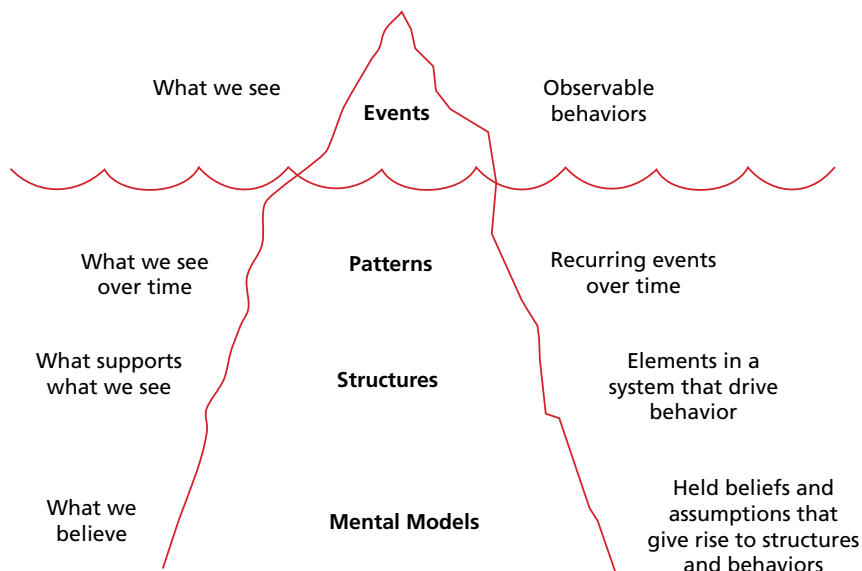 What we see
Events
Observable
behaviors
What we see
over time
Patterns
Recurring events
over time
What supports
what we see
Structures
Elements in a
system that drive
behavior
What we
believe
Mental Models
Held beliefs and
assumptions that
give rise to structures
and behaviors